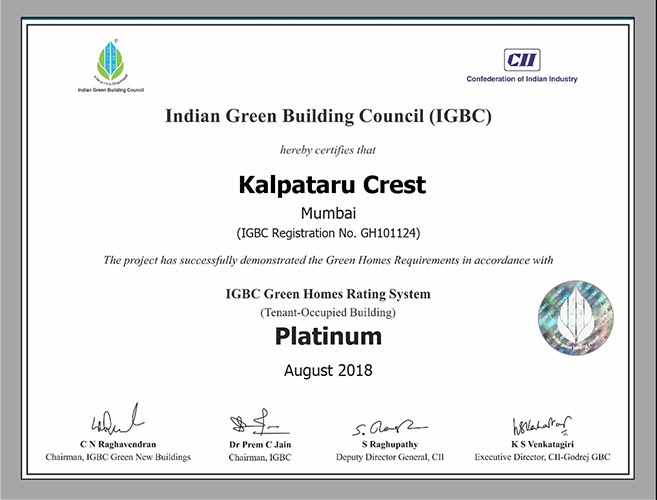 Indian Green Building Council
CII
Confederation of Indian Industry
Indian Green Building Council (IGBC)
hereby certifies that
Kalpataru Crest
Mumbai
(IGBC Registration No. GH101124)
The project has successfully demonstrated the Green Homes Requirements in accordance with
IGBC Green Homes Rating System
(Tenant-Occupied Building)
Platinum
August 2018
C N Raghavendran
Chairman, IGBC Green New Buildings
Dr Prem C Jain
Chairman, IGBC
S Raghupathy
Deputy Director General, CII
K S Venkatagiri
Executive Director, CII-Godrej GBC